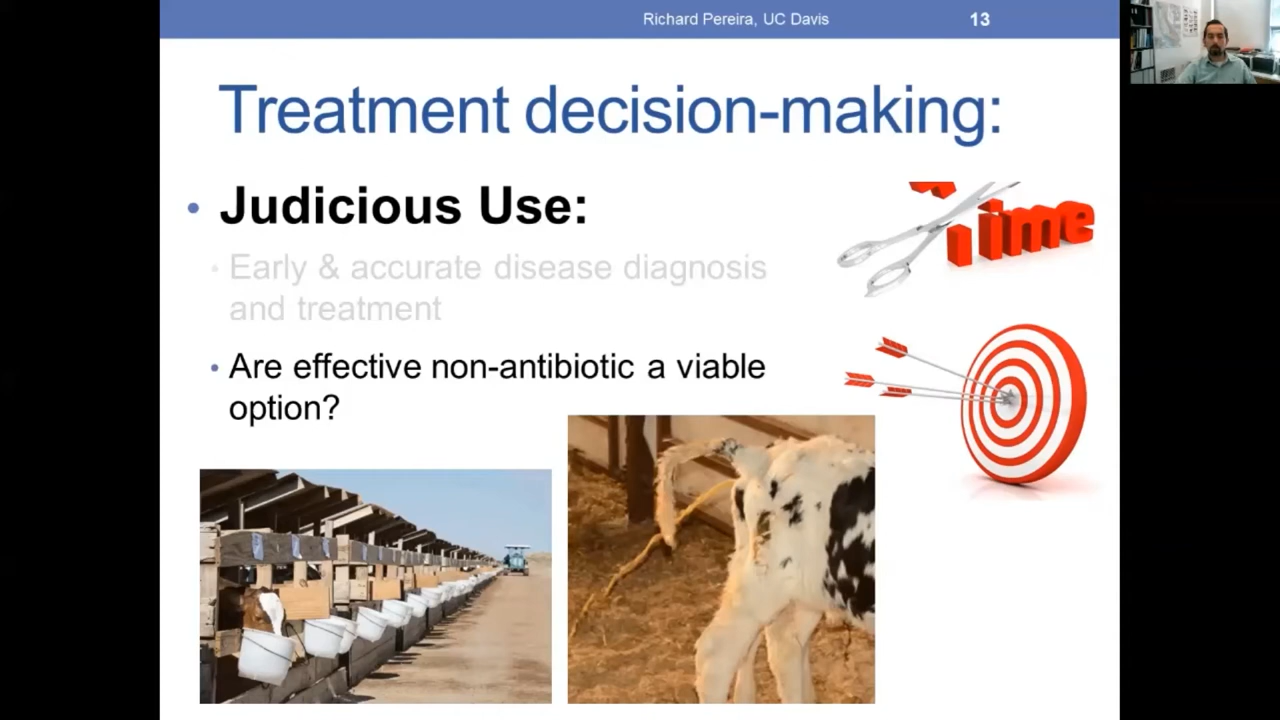 Richard Pereira, UC Davis
13
Treatment decision-making:
• Judicious Use:
• Early & accurate disease diagnosis
and treatment
• Are effective non-antibiotic a viable
option?
Time